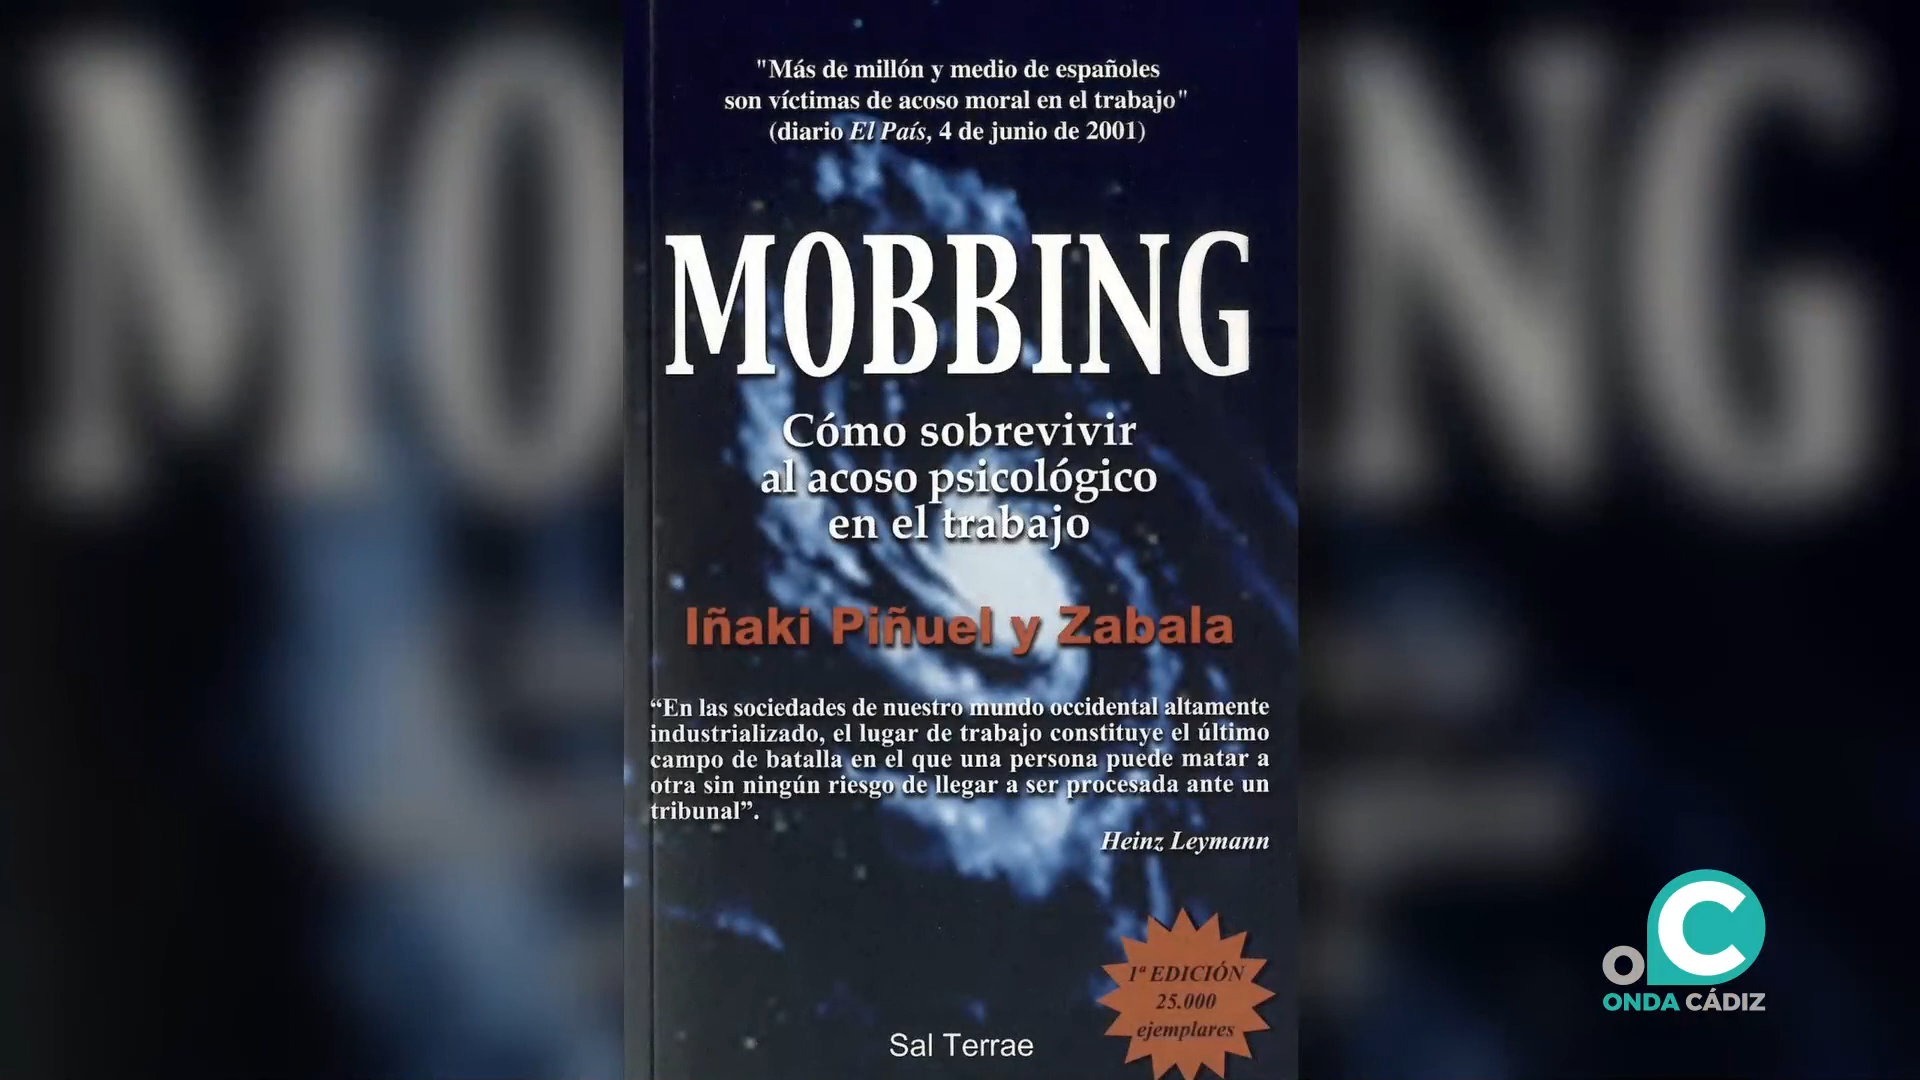 "Más de millón y medio de españoles
son víctimas de acoso moral en el trabajo"
(diario El País, 4 de junio de 2001)
MOBBING
Cómo sobrevivir
al acoso psicológico
en el trabajo
Iñaki Piñuel y Zabala
“En las sociedades de nuestro mundo occidental altamente
industrializado, el lugar de trabajo constituye el último
campo de batalla en el que una persona puede matar a
otra sin ningún riesgo de llegar a ser procesada ante un
tribunal”.
Heinz Leymann
1ª EDICIÓN
25.000
ejemplares
Sal Terrae
OC
ONDA CÁDIZ
MO
NG